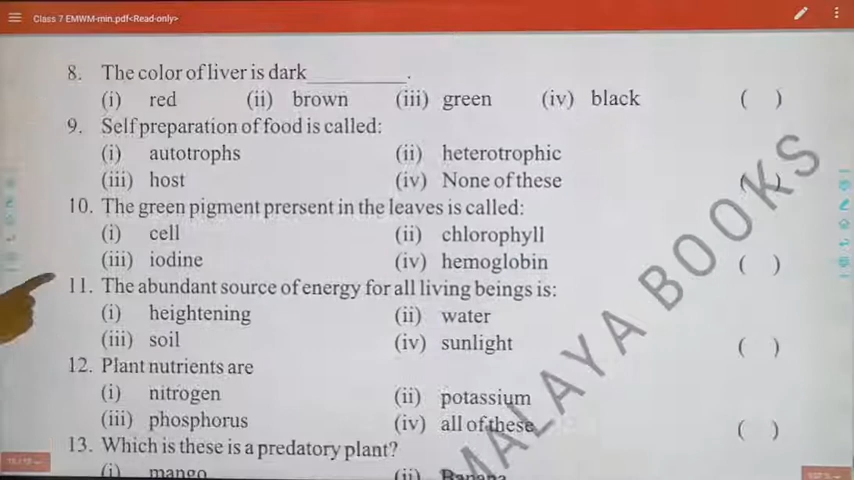 Class 7 EMWM-min.pdf<Read-only>
8. The color of liver is dark__________.
(i) red (ii) brown (iii) green (iv) black ( )
9. Self preparation of food is called:
(i) autotrophs (ii) heterotrophic
(iii) host (iv) None of these ( )
10. The green pigment prersent in the leaves is called:
(i) cell (ii) chlorophyll
(iii) iodine (iv) hemoglobin ( )
11. The abundant source of energy for all living beings is:
(i) heightening (ii) water
(iii) soil (iv) sunlight ( )
12. Plant nutrients are
(i) nitrogen (ii) potassium
(iii) phosphorus (iv) all of these ( )
13. Which is these is a predatory plant?
(i) mango (ii) Banana
MALAYA BOOKS